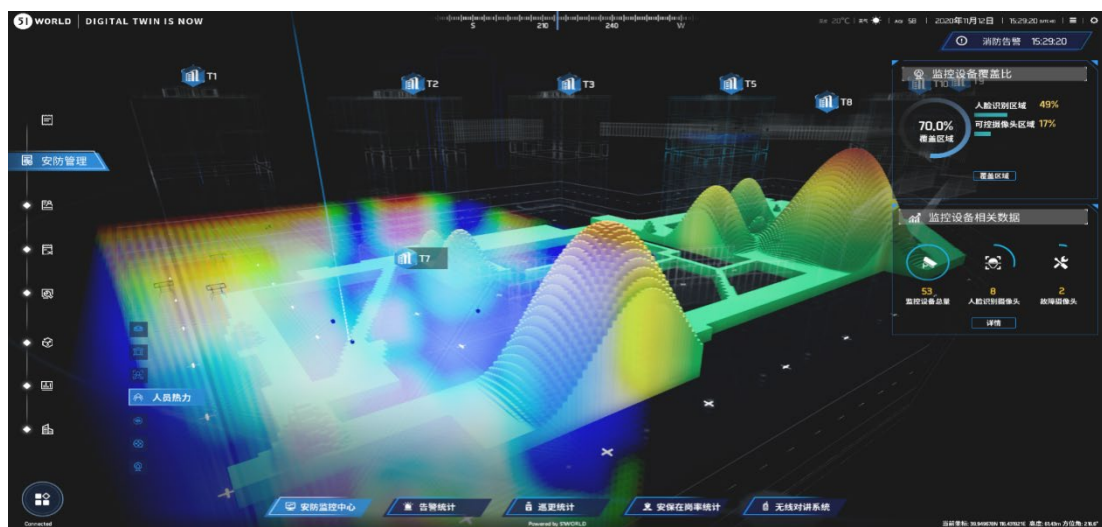 51 WORLD | DIGITAL TWIN IS NOW
S 210 240 W
20°C | AQI 58 | 2020年11月12日 | 15:29:20
消防告警 15:29:20
T1
T2
T3
T5
T8
T10
T7
监控设备覆盖比
70.0%
覆盖区域
人脸识别区域 49%
可控摄像头区域 17%
覆盖区域
安防管理
监控设备相关数据
53
监控设备总量
8
人脸识别摄像头
2
故障摄像头
详情
人员热力
安防监控中心
告警统计
巡更统计
安保在岗率统计
无线对讲系统
Connected
Powered by 51WORLD